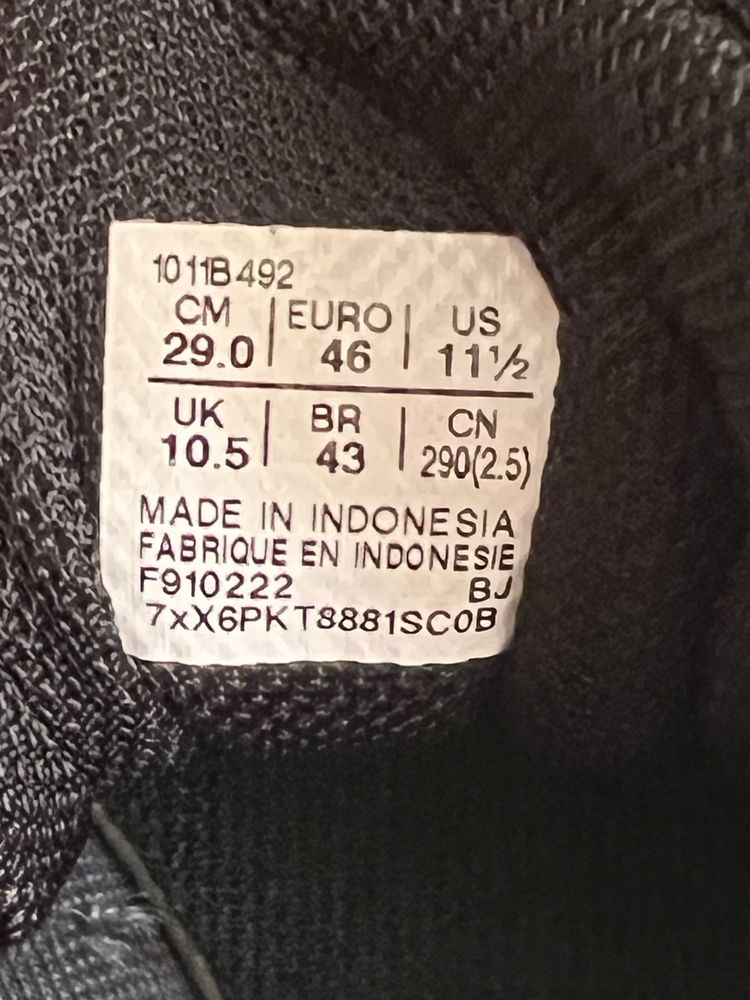 1011B492
CM | EURO | US
29.0 | 46 | 11½
UK | BR | CN
10.5 | 43 | 290(2.5)
MADE IN INDONESIA
FABRIQUE EN INDONESIE
F910222 BJ
7xX6PKT8881SC0B